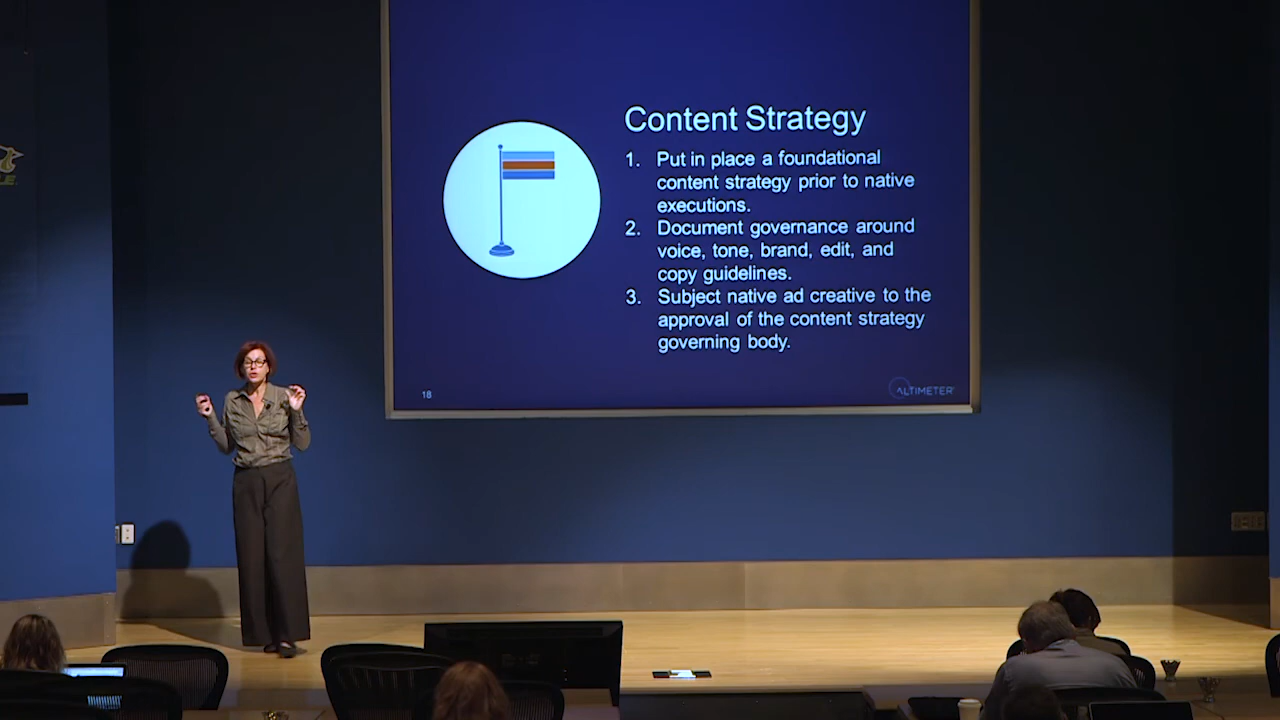 Content Strategy
1. Put in place a foundational
content strategy prior to native
executions.
2. Document governance around
voice, tone, brand, edit, and
copy guidelines.
3. Subject native ad creative to the
approval of the content strategy
governing body.
18
ALTIMETER